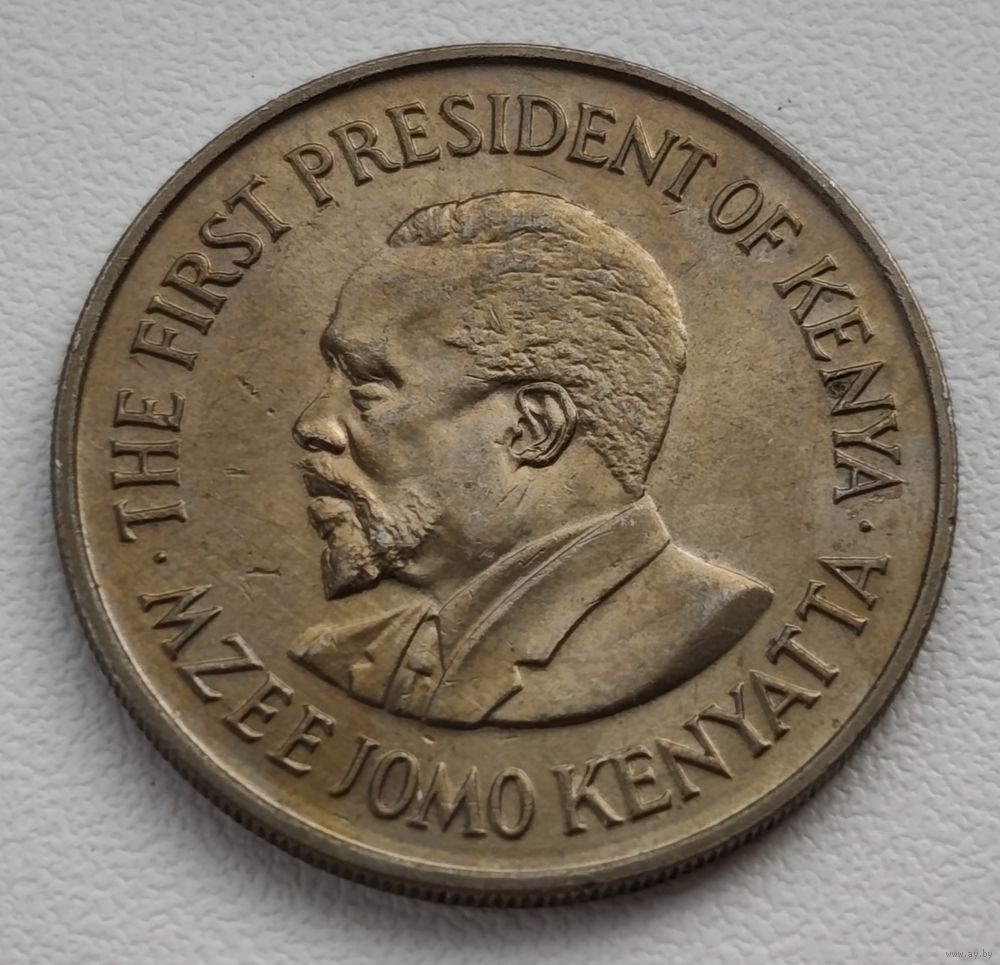 · THE FIRST PRESIDENT OF KENYA ·
MZEE JOMO KENYATTA
www.ay.by